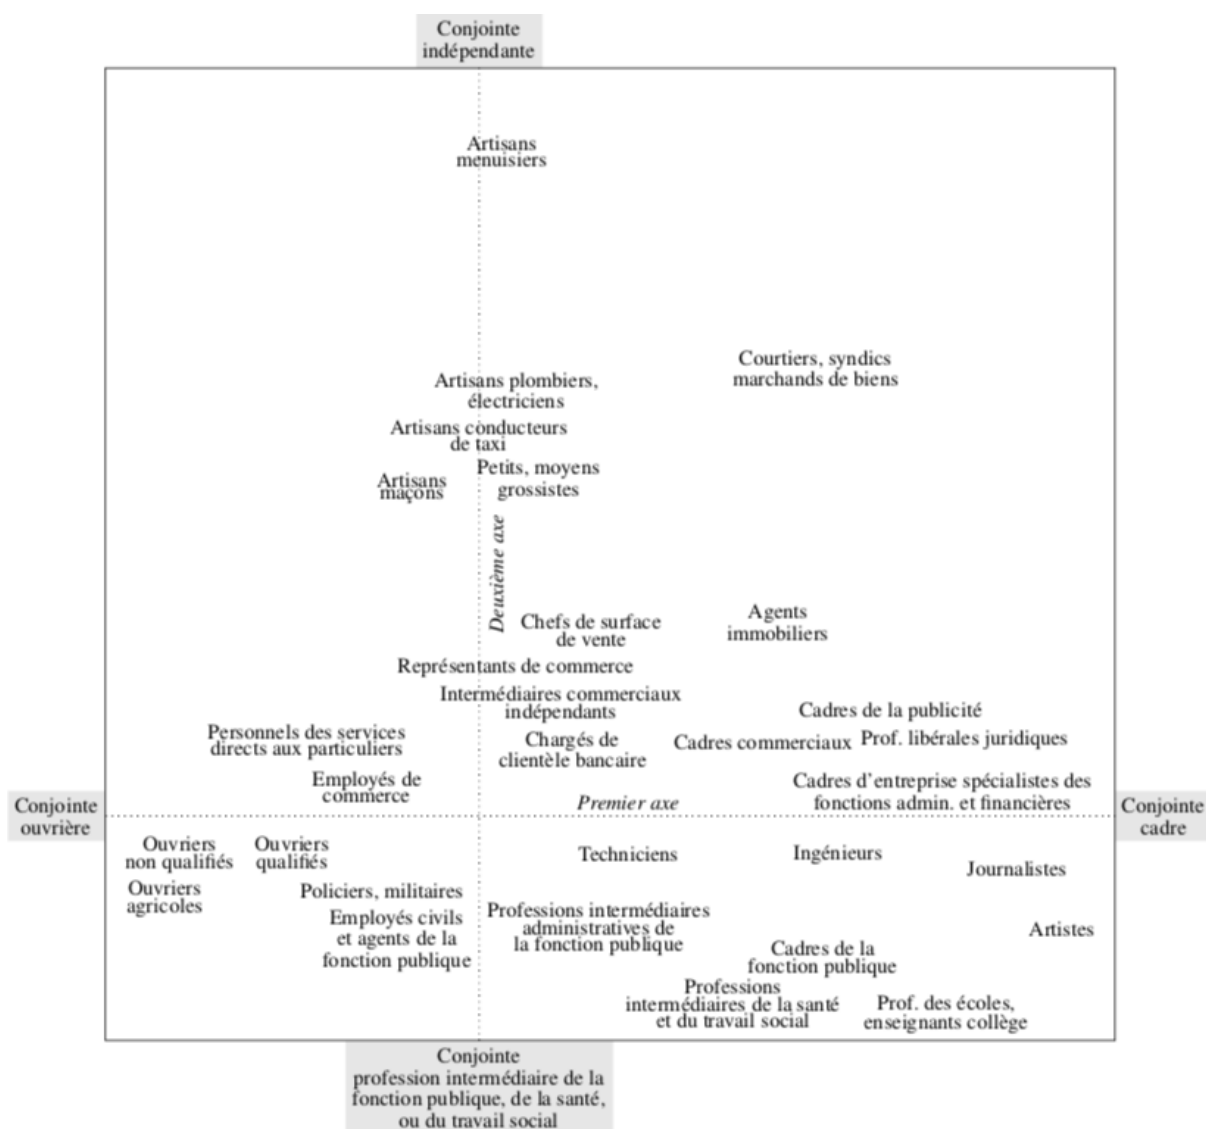 Conjointe
indépendante
Artisans
menuisiers
Courtiers, syndics
marchands de biens
Artisans plombiers,
électriciens
Artisans conducteurs
de taxi
Petits, moyens
grossistes
Artisans
maçons
Deuxième axe
Chefs de surface
de vente
Agents
immobiliers
Représentants de commerce
Intermédiaires commerciaux
indépendants
Cadres de la publicité
Personnels des services
directs aux particuliers
Chargés de
clientèle bancaire
Cadres commerciaux
Prof. libérales juridiques
Employés de
commerce
Premier axe
Cadres d'entreprise spécialistes des
fonctions admin. et financières
Conjointe
ouvrière
Conjointe
cadre
Ouvriers
non qualifiés
Ouvriers
qualifiés
Techniciens
Ingénieurs
Journalistes
Ouvriers
agricoles
Policiers, militaires
Employés civils
et agents de la
fonction publique
Professions intermédiaires
administratives de
la fonction publique
Artistes
Cadres de la
fonction publique
Professions
intermédiaires de la santé
et du travail social
Prof. des écoles,
enseignants collège
Conjointe
profession intermédiaire de la
fonction publique, de la santé,
ou du travail social